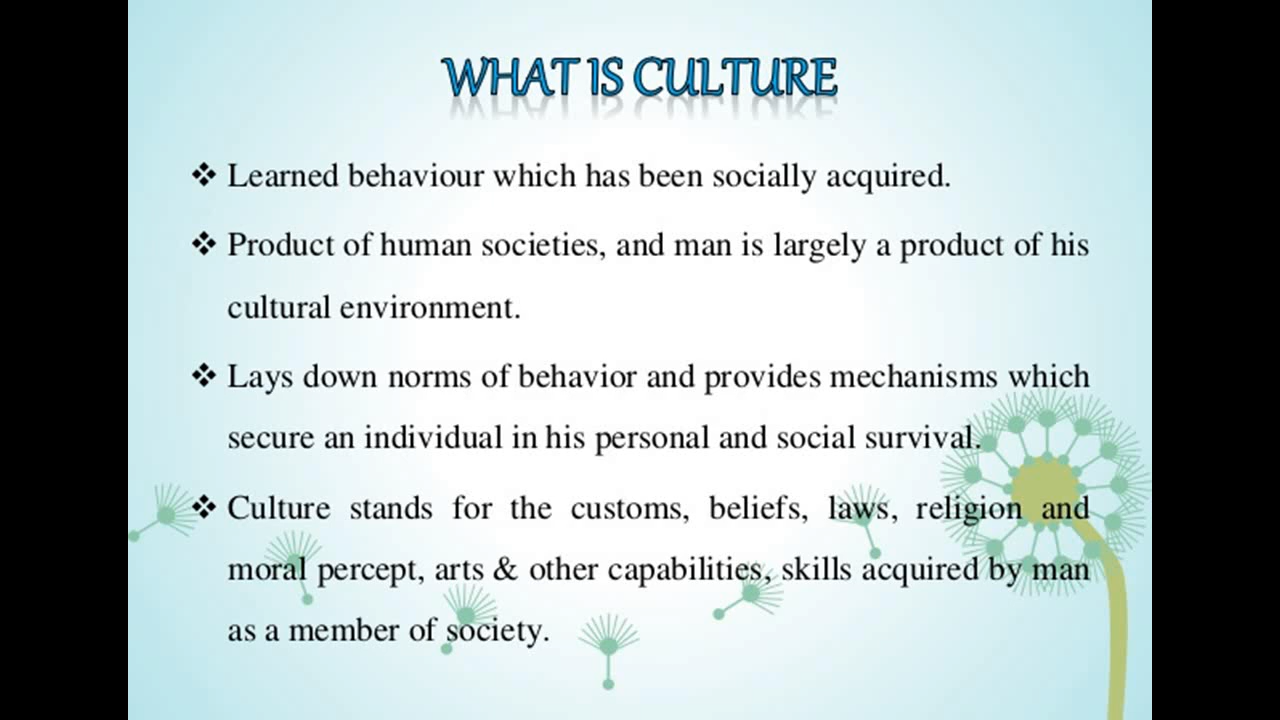 WHAT IS CULTURE
❖ Learned behaviour which has been socially acquired.
❖ Product of human societies, and man is largely a product of his
cultural environment.
❖ Lays down norms of behavior and provides mechanisms which
secure an individual in his personal and social survival.
❖ Culture stands for the customs, beliefs, laws, religion and
moral percept, arts & other capabilities, skills acquired by man
as a member of society.